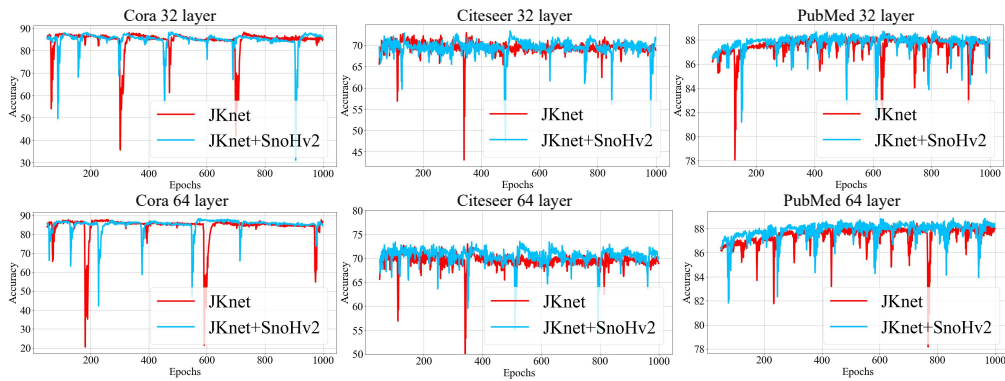 Cora 32 layer
Accuracy
90
80
70
60
50
40
30
200
400
600
800
1000
Epochs
JKnet
JKnet+SnoHv2
Citeseer 32 layer
Accuracy
70
65
60
55
50
45
200
400
600
800
1000
Epochs
JKnet
JKnet+SnoHv2
PubMed 32 layer
Accuracy
88
86
84
82
80
78
200
400
600
800
1000
Epochs
JKnet
JKnet+SnoHv2
Cora 64 layer
Accuracy
90
80
70
60
50
40
30
20
200
400
600
800
1000
Epochs
JKnet
JKnet+SnoHv2
Citeseer 64 layer
Accuracy
80
75
70
65
60
55
50
200
400
600
800
1000
Epochs
JKnet
JKnet+SnoHv2
PubMed 64 layer
Accuracy
88
86
84
82
80
78
200
400
600
800
1000
Epochs
JKnet
JKnet+SnoHv2